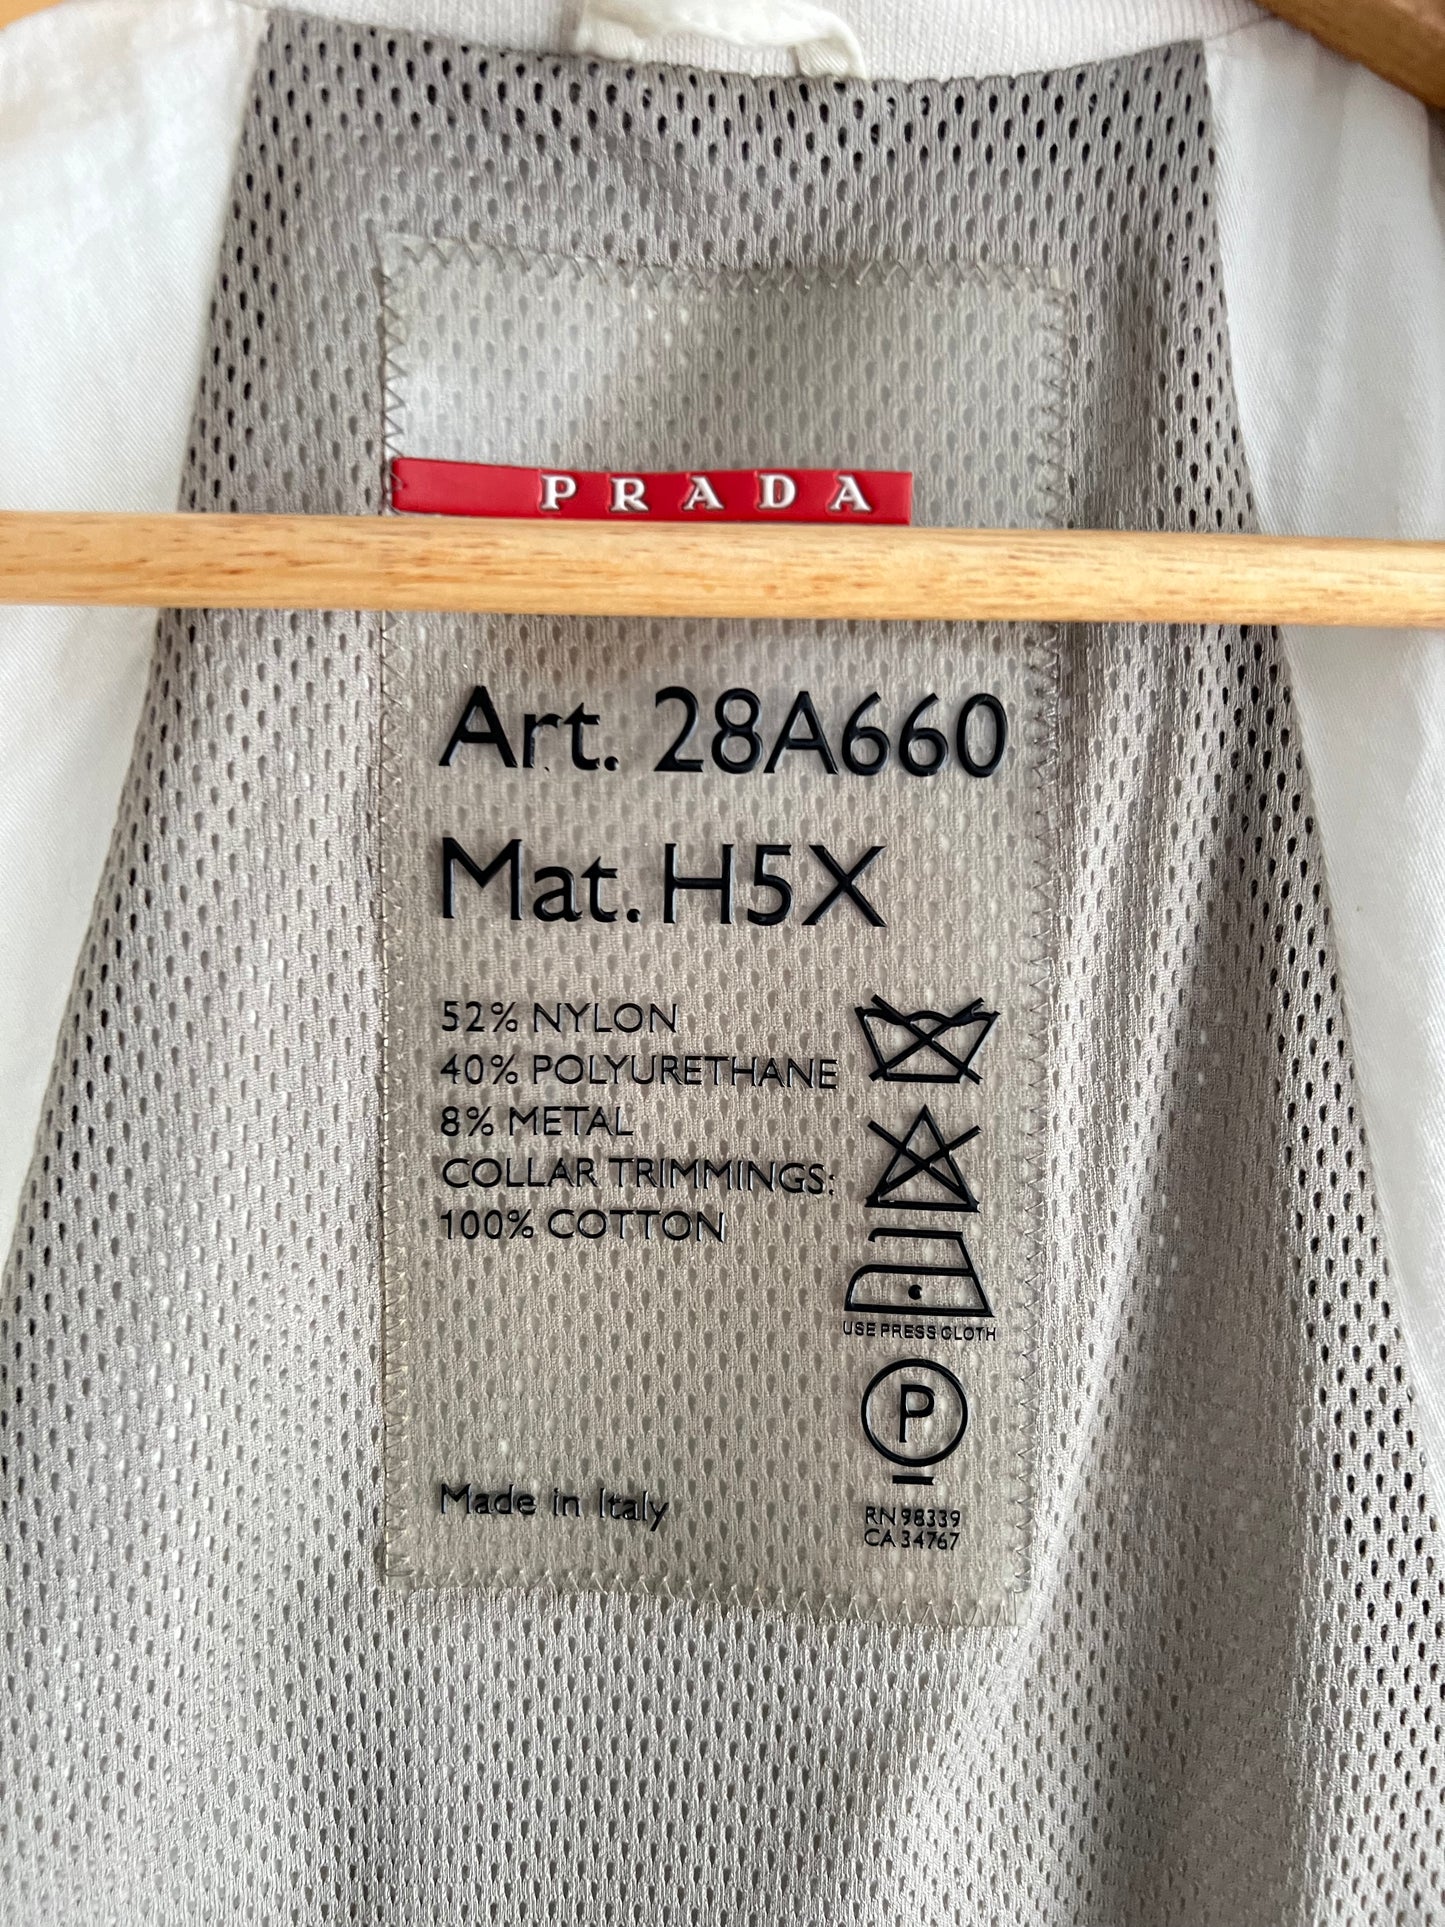 PRADA
Art. 28A660
Mat. H5X
52% NYLON
40% POLYURETHANE
8% METAL
COLLAR TRIMMINGS:
100% COTTON
USE PRESS CLOTH
P
Made in Italy
RN 98339
CA 34767